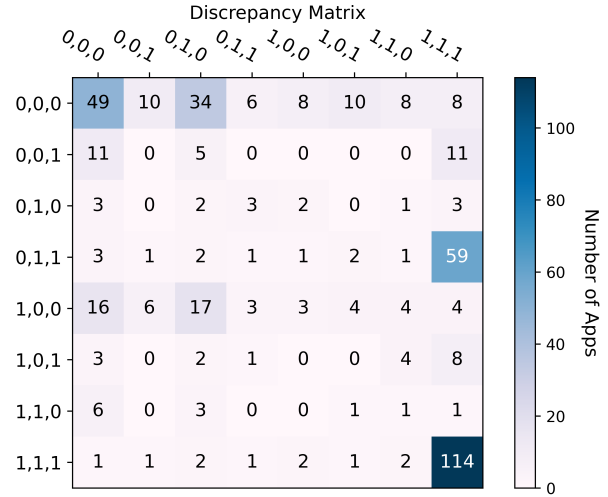 Discrepancy Matrix
0,0,0 0,0,1 0,1,0 0,1,1 1,0,0 1,0,1 1,1,0 1,1,1
0,0,0 49 10 34 6 8 10 8 8
0,0,1 11 0 5 0 0 0 0 11
0,1,0 3 0 2 3 2 0 1 3
0,1,1 3 1 2 1 1 2 1 59
1,0,0 16 6 17 3 3 4 4 4
1,0,1 3 0 2 1 0 0 4 8
1,1,0 6 0 3 0 0 1 1 1
1,1,1 1 1 2 1 2 1 2 114
100
80
60
40
20
0
Number of Apps